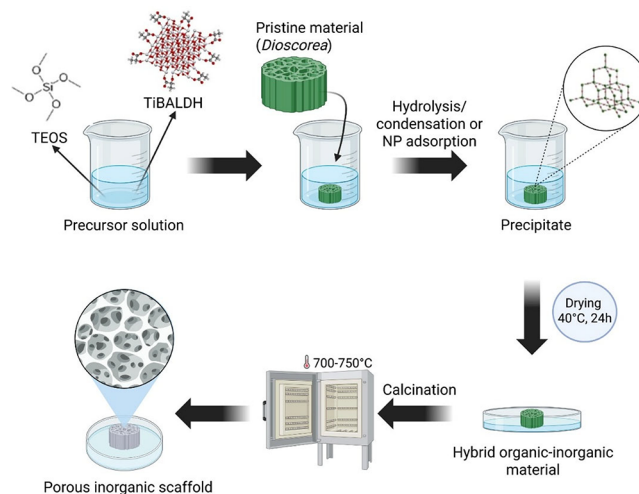 TEOS
TiBALDH
Precursor solution
Pristine material
(Dioscorea)
Hydrolysis/
condensation or
NP adsorption
Precipitate
Drying
40°C, 24h
Hybrid organic-inorganic
material
Calcination
700-750°C
Porous inorganic scaffold